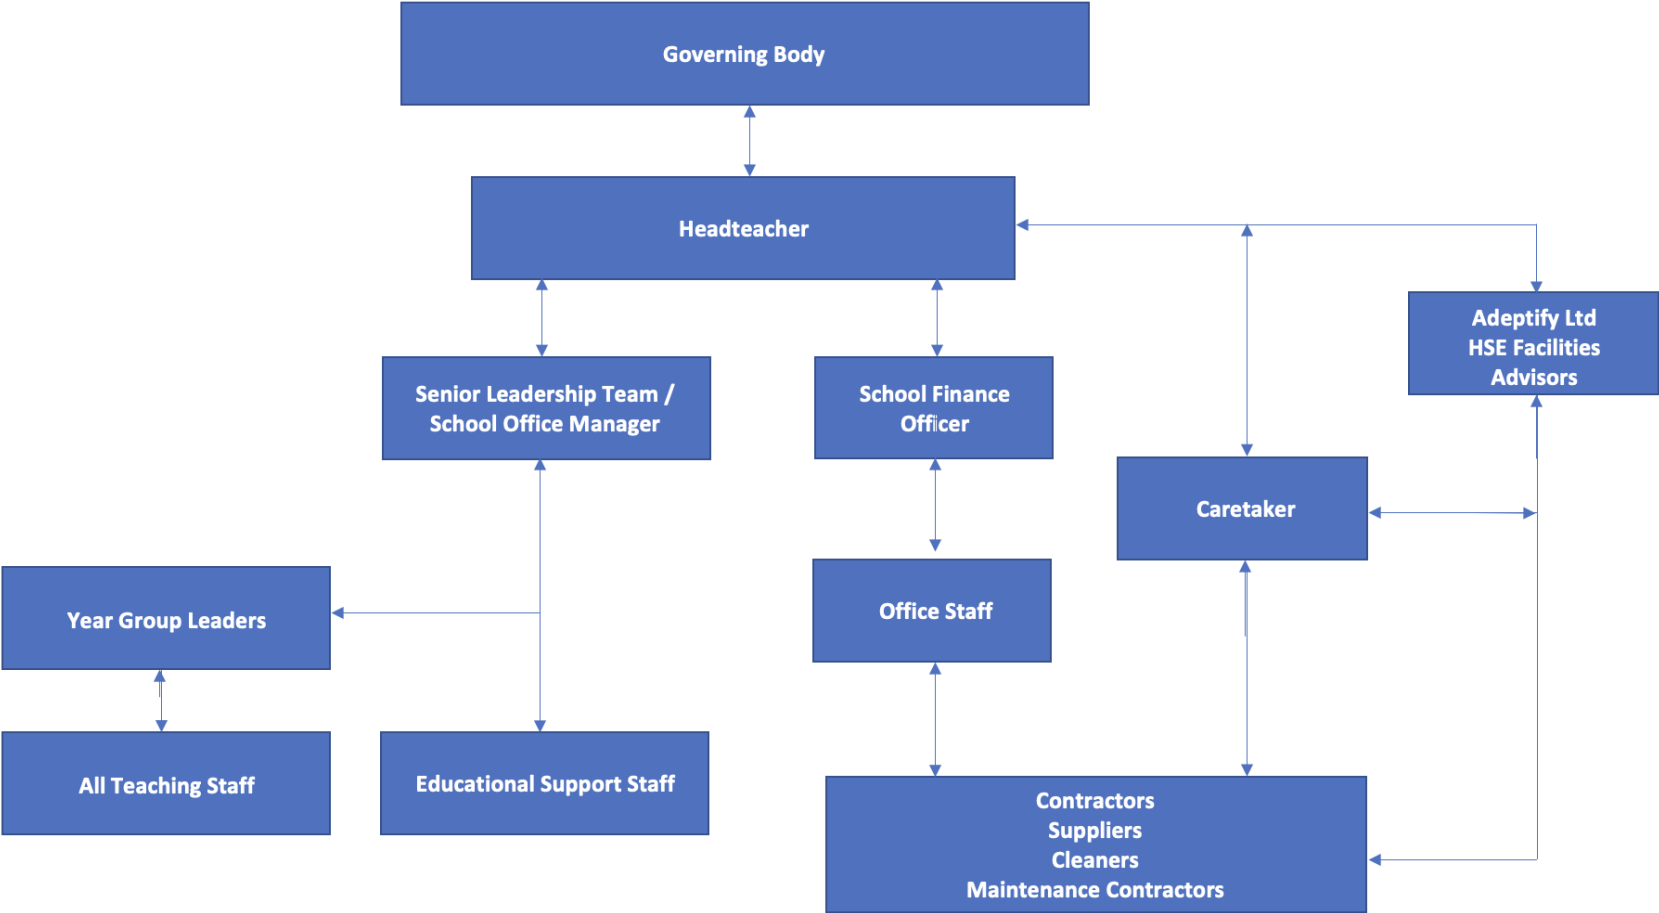 Governing Body
Headteacher
Adeptify Ltd
HSE Facilities
Advisors
Senior Leadership Team /
School Office Manager
School Finance
Officer
Caretaker
Year Group Leaders
Office Staff
All Teaching Staff
Educational Support Staff
Contractors
Suppliers
Cleaners
Maintenance Contractors